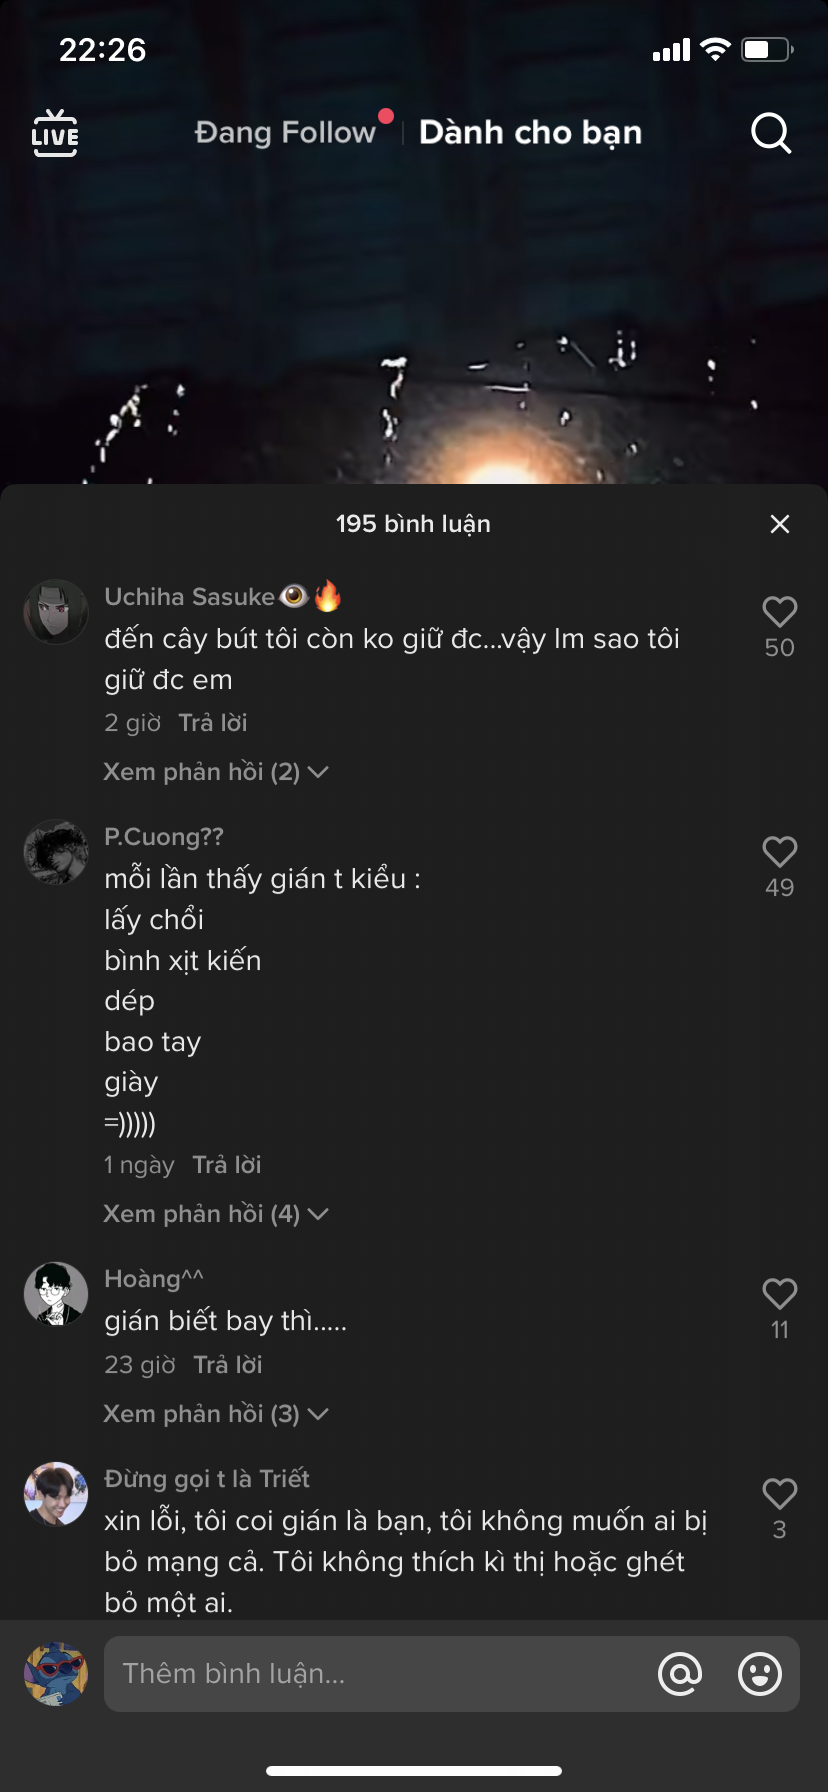 22:26
LIVE
Đang Follow
Dành cho bạn
195 bình luận
Uchiha Sasuke👁️🔥
đến cây bút tôi còn ko giữ đc...vậy lm sao tôi
giữ đc em
50
2 giờ Trả lời
Xem phản hồi (2)
P.Cuong??
mỗi lần thấy gián t kiểu :
lấy chổi
bình xịt kiến
dép
bao tay
giày
=)))))
49
1 ngày Trả lời
Xem phản hồi (4)
Hoàng^^
gián biết bay thì.....
11
23 giờ Trả lời
Xem phản hồi (3)
Đừng gọi t là Triết
xin lỗi, tôi coi gián là bạn, tôi không muốn ai bị
bỏ mạng cả. Tôi không thích kì thị hoặc ghét
bỏ một ai.
3
Thêm bình luận...